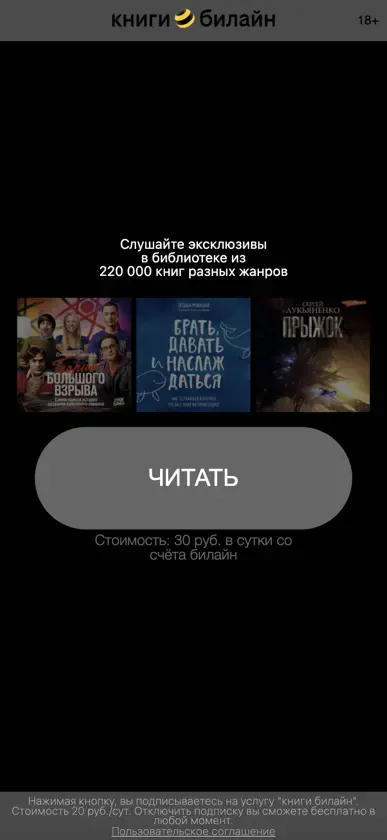 книги билайн
18+
Слушайте эксклюзивы
в библиотеке из
220 000 книг разных жанров
БОЛЬШОГО
ВЗРЫВА
БРАТЬ,
ДАВАТЬ
И НАСЛАЖ
ДАТЬСЯ
СЕРГЕЙ
ЛУКЬЯНЕНКО
ПРЫЖОК
ЧИТАТЬ
Стоимость: 30 руб. в сутки со
счёта билайн
Нажимая кнопку, вы подписываетесь на услугу "книги билайн".
Стоимость 20 руб./сут. Отключить подписку вы сможете бесплатно в
любой момент.
Пользовательское соглашение